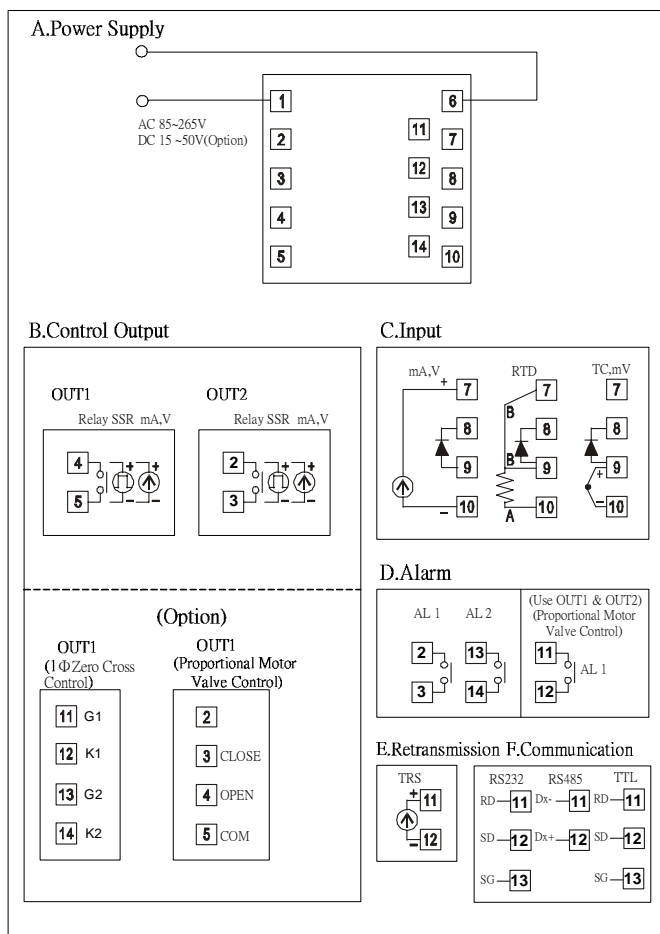 A.Power Supply
AC 85~265V
DC 15 ~50V(Option)
1
6
2
11
7
3
12
8
4
13
9
5
14
10
B.Control Output
OUT1
Relay SSR mA,V
4
+ +
5
- -
OUT2
Relay SSR mA,V
2
+ +
3
- -
(Option)
OUT1
(1ΦZero Cross
Control)
11 G1
12 K1
13 G2
14 K2
OUT1
(Proportional Motor
Valve Control)
2
3 CLOSE
4 OPEN
5 COM
C.Input
mA,V
+ 7
8
9
- 10
RTD
7
B
8
B 9
A 10
TC,mV
7
8
9
+
- 10
D.Alarm
AL 1
2
3
AL 2
13
14
(Use OUT1 & OUT2)
(Proportional Motor
Valve Control)
11
AL 1
12
E.Retransmission
TRS
+ 11
- 12
F.Communication
RS232 RS485 TTL
RD 11 Dx- 11 RD 11
SD 12 Dx+ 12 SD 12
SG 13 SG 13